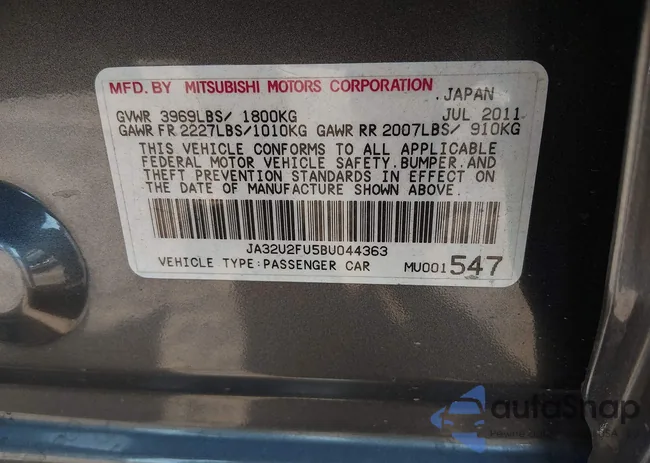 MFD. BY MITSUBISHI MOTORS CORPORATION
JAPAN
GVWR 3969LBS/ 1800KG JUL 2011
GAWR FR 2227LBS/1010KG GAWR RR 2007LBS/ 910KG
THIS VEHICLE CONFORMS TO ALL APPLICABLE
FEDERAL MOTOR VEHICLE SAFETY,BUMPER,AND
THEFT PREVENTION STANDARDS IN EFFECT ON
THE DATE OF MANUFACTURE SHOWN ABOVE.
JA32U2FU5BU044363
VEHICLE TYPE:PASSENGER CAR MU001 547
autoSnap